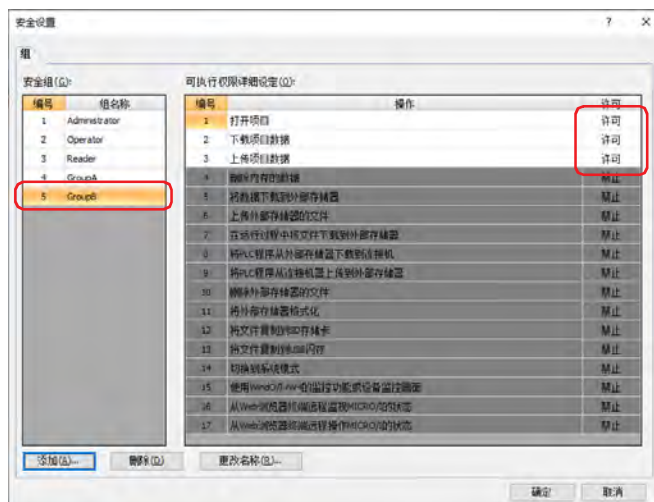 安全设置
? ×
组
安全组(G):
可执行权限详细设定(O):
编号 组名称
1 Administrator
2 Operator
3 Reader
4 GroupA
5 GroupB
编号 操作 许可
1 打开项目 许可
2 下载项目数据 许可
3 上传项目数据 许可
4 删除内存的数据 禁止
5 将数据下载到外部存储器 禁止
6 上传外部存储器的文件 禁止
7 在运行过程中将文件下载到外部存储器 禁止
8 将PLC程序从外部存储器下载到连接机 禁止
9 将PLC程序从连接机器上传到外部存储器 禁止
10 删除外部存储器的文件 禁止
11 将外部存储器格式化 禁止
12 将文件复制到SD存储卡 禁止
13 将文件复制到USB闪存 禁止
14 切换到系统模式 禁止
15 使用WindO/I-NV4的监控功能或设备监控画面 禁止
16 从Web浏览器终端远程监视MICRO/I的状态 禁止
17 从Web浏览器终端远程操作MICRO/I的状态 禁止
添加(A)... 删除(D) 更改名称(R)...
确定 取消